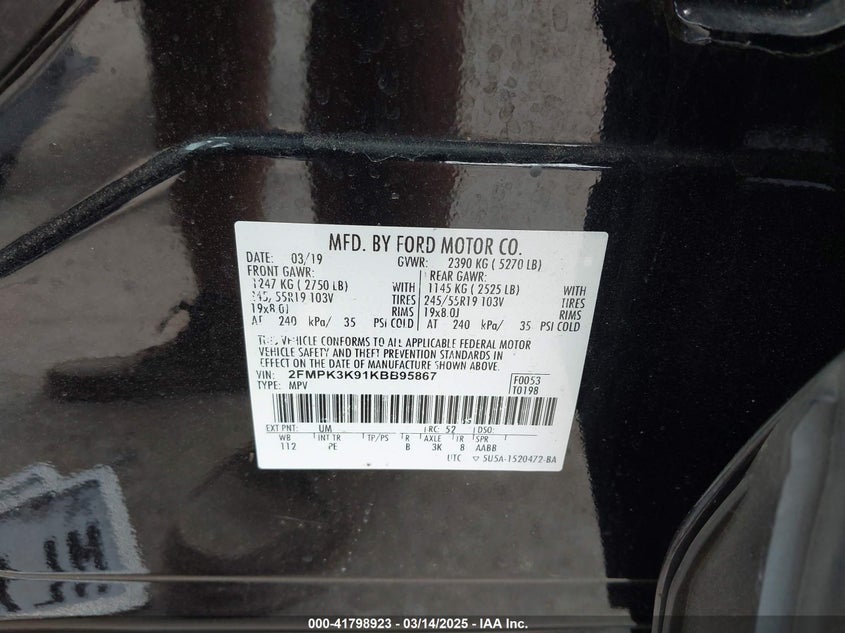 MFD. BY FORD MOTOR CO.
DATE: 03/19 GVWR: 2390 KG ( 5270 LB)
FRONT GAWR: REAR GAWR:
1247 KG ( 2750 LB) WITH 1145 KG ( 2525 LB) WITH
245/55R19 103V TIRES 245/55R19 103V TIRES
19x8.0J RIMS 19x8.0J RIMS
AT 240 kPa/ 35 PSI COLD AT 240 kPa/ 35 PSI COLD
THIS VEHICLE CONFORMS TO ALL APPLICABLE FEDERAL MOTOR
VEHICLE SAFETY AND THEFT PREVENTION STANDARDS IN
EFFECT ON THE DATE OF MANUFACTURE SHOWN ABOVE.
VIN: 2FMPK3K91KBB95867 F0053
TYPE: MPV T0198
EXT PNT: UM RC: 52 DSO:
WB INT TR TP/PS R AXLE TR SPR
112 PE B 3K 8 AABB
UTC ▽ 5U5A-1520472-BA
000-41798923 - 03/14/2025 - IAA Inc.